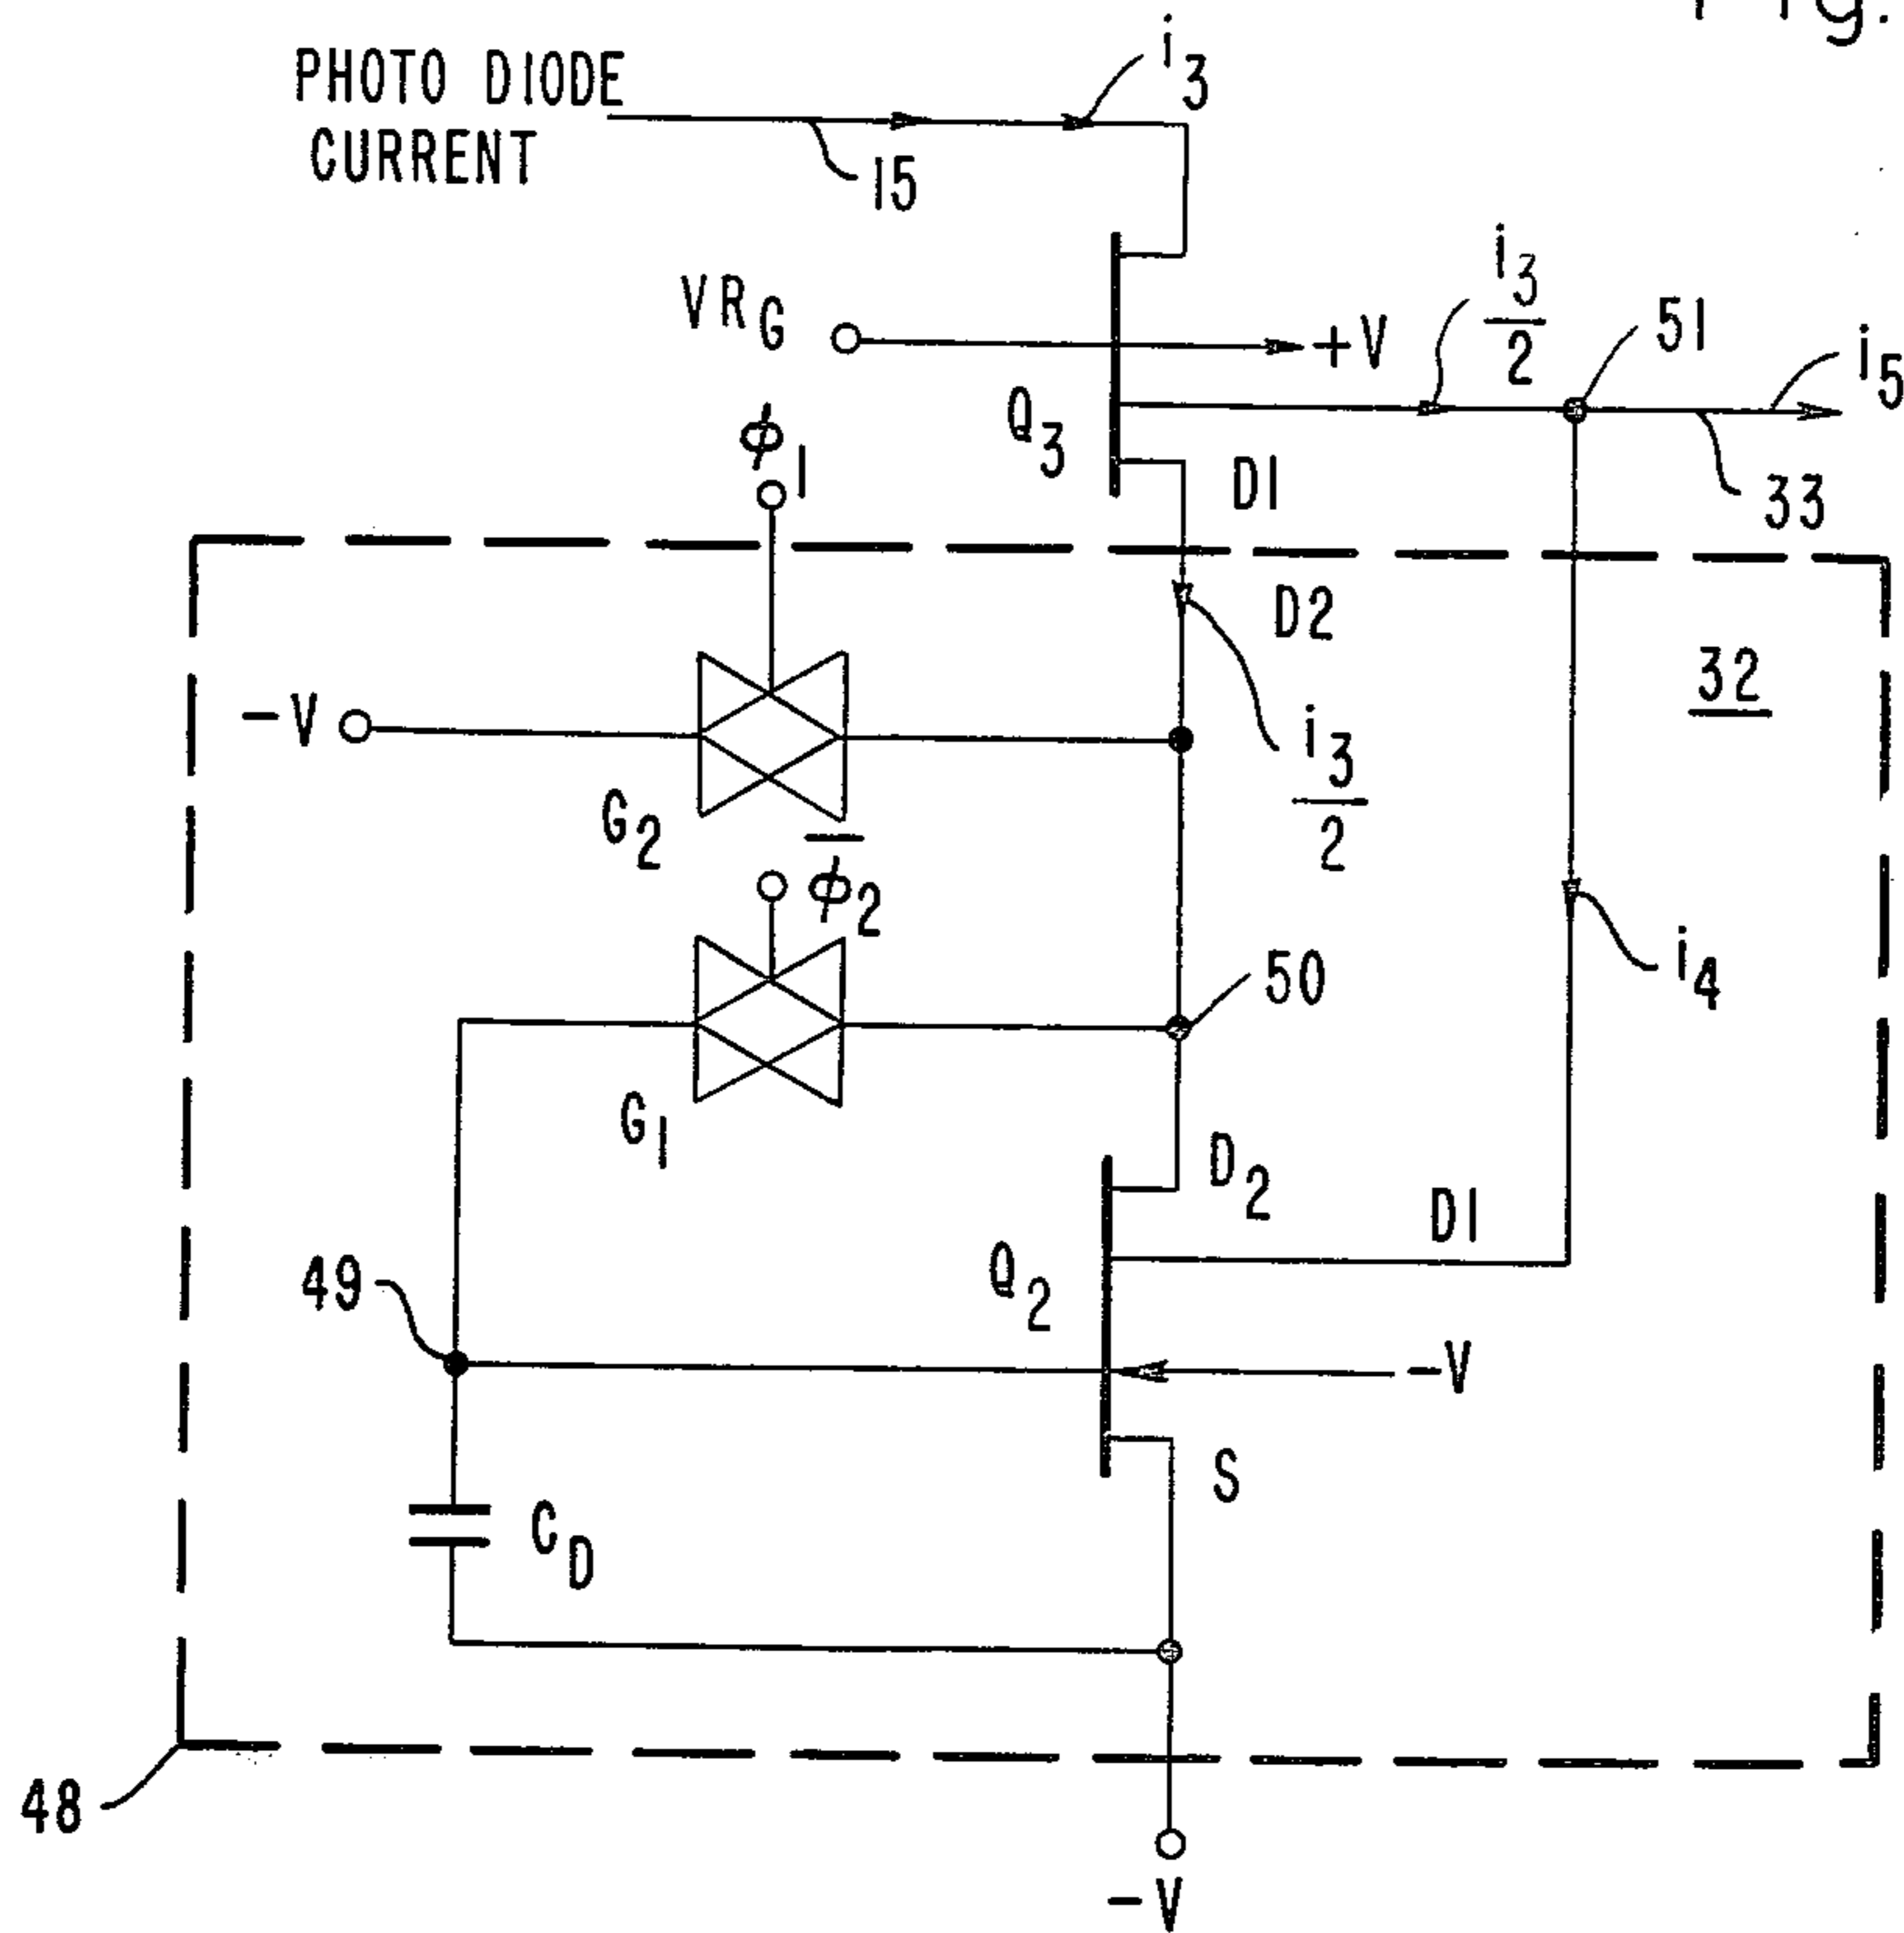 Fig.
PHOTO DIODE
CURRENT
i3
15
VRG
+V
i3
2
51
i5
Q3
ϕ1
D1
33
D2
32
-V
G2
i3
2
ϕ2
50
i4
G1
D2
D1
49
Q2
-V
S
CD
48
-V